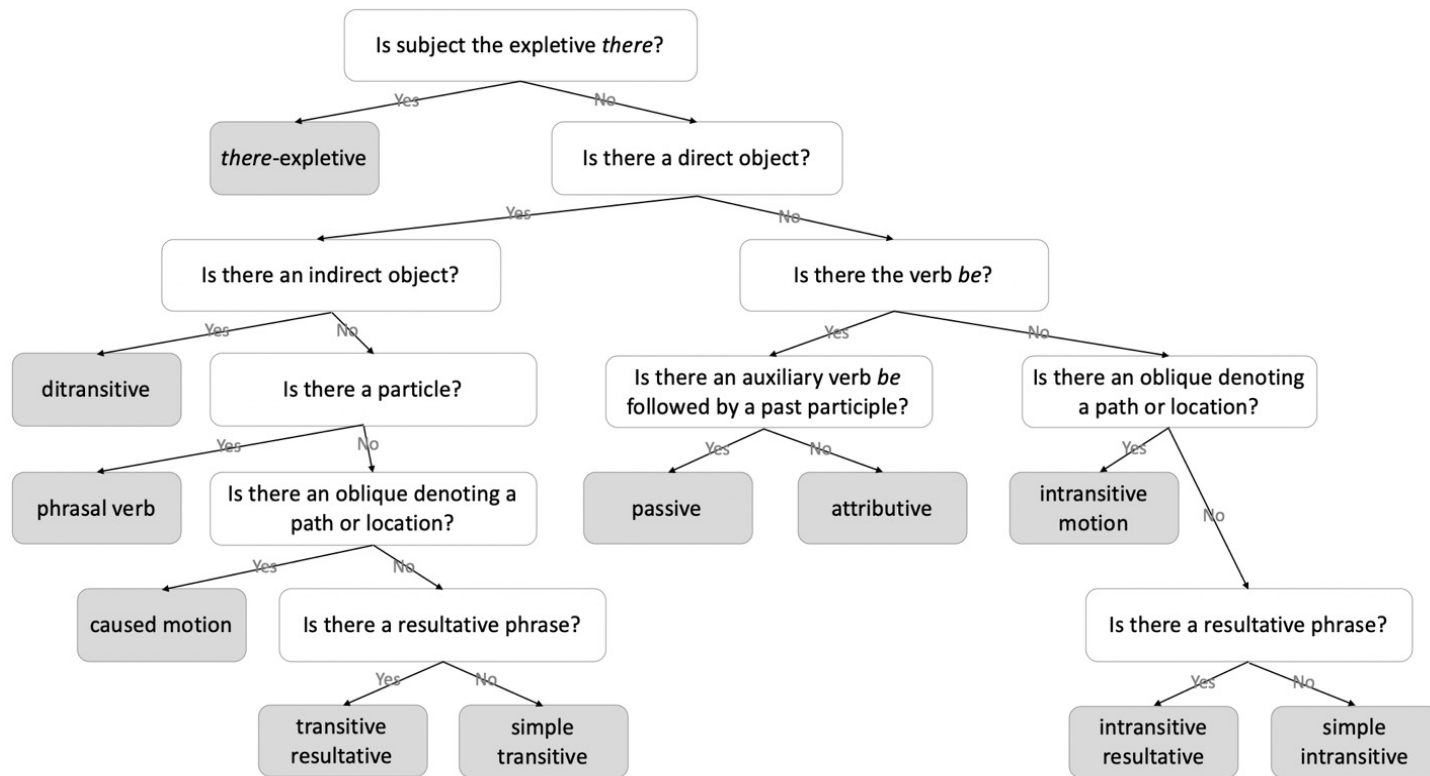 Is subject the expletive there?
Yes
No
there-expletive
Is there a direct object?
Yes
No
Is there an indirect object?
Is there the verb be?
Yes
No
Yes
No
ditransitive
Is there a particle?
Is there an auxiliary verb be
followed by a past participle?
Is there an oblique denoting
a path or location?
Yes
No
Yes
No
Yes
No
phrasal verb
Is there an oblique denoting a
path or location?
passive
attributive
intransitive
motion
Yes
No
caused motion
Is there a resultative phrase?
Is there a resultative phrase?
Yes
No
Yes
No
transitive
resultative
simple
transitive
intransitive
resultative
simple
intransitive